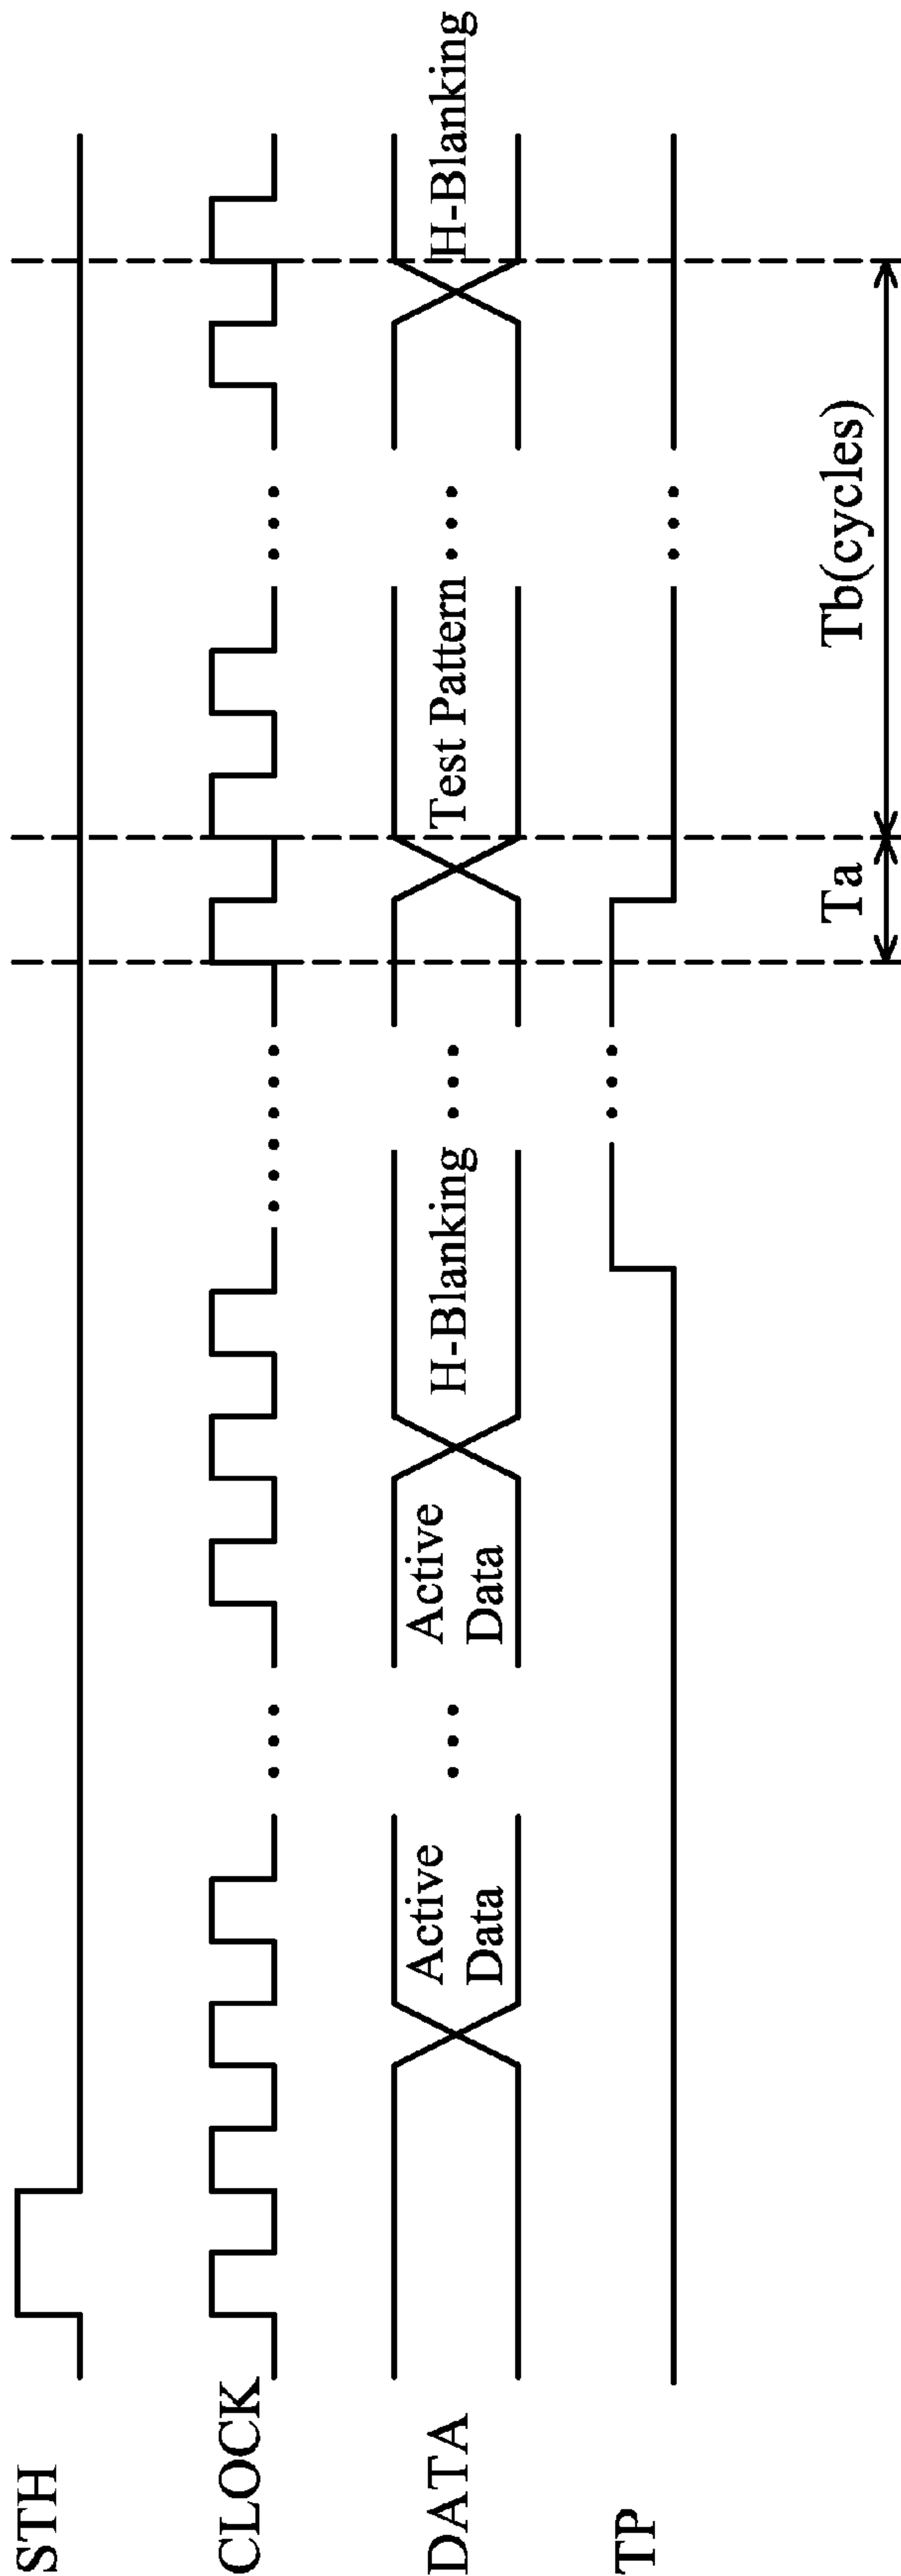 STH
CLOCK
DATA
Active
Data
...
Active
Data
H-Blanking
...
Test Pattern
...
H-Blanking
TP
Ta
Tb(cycles)